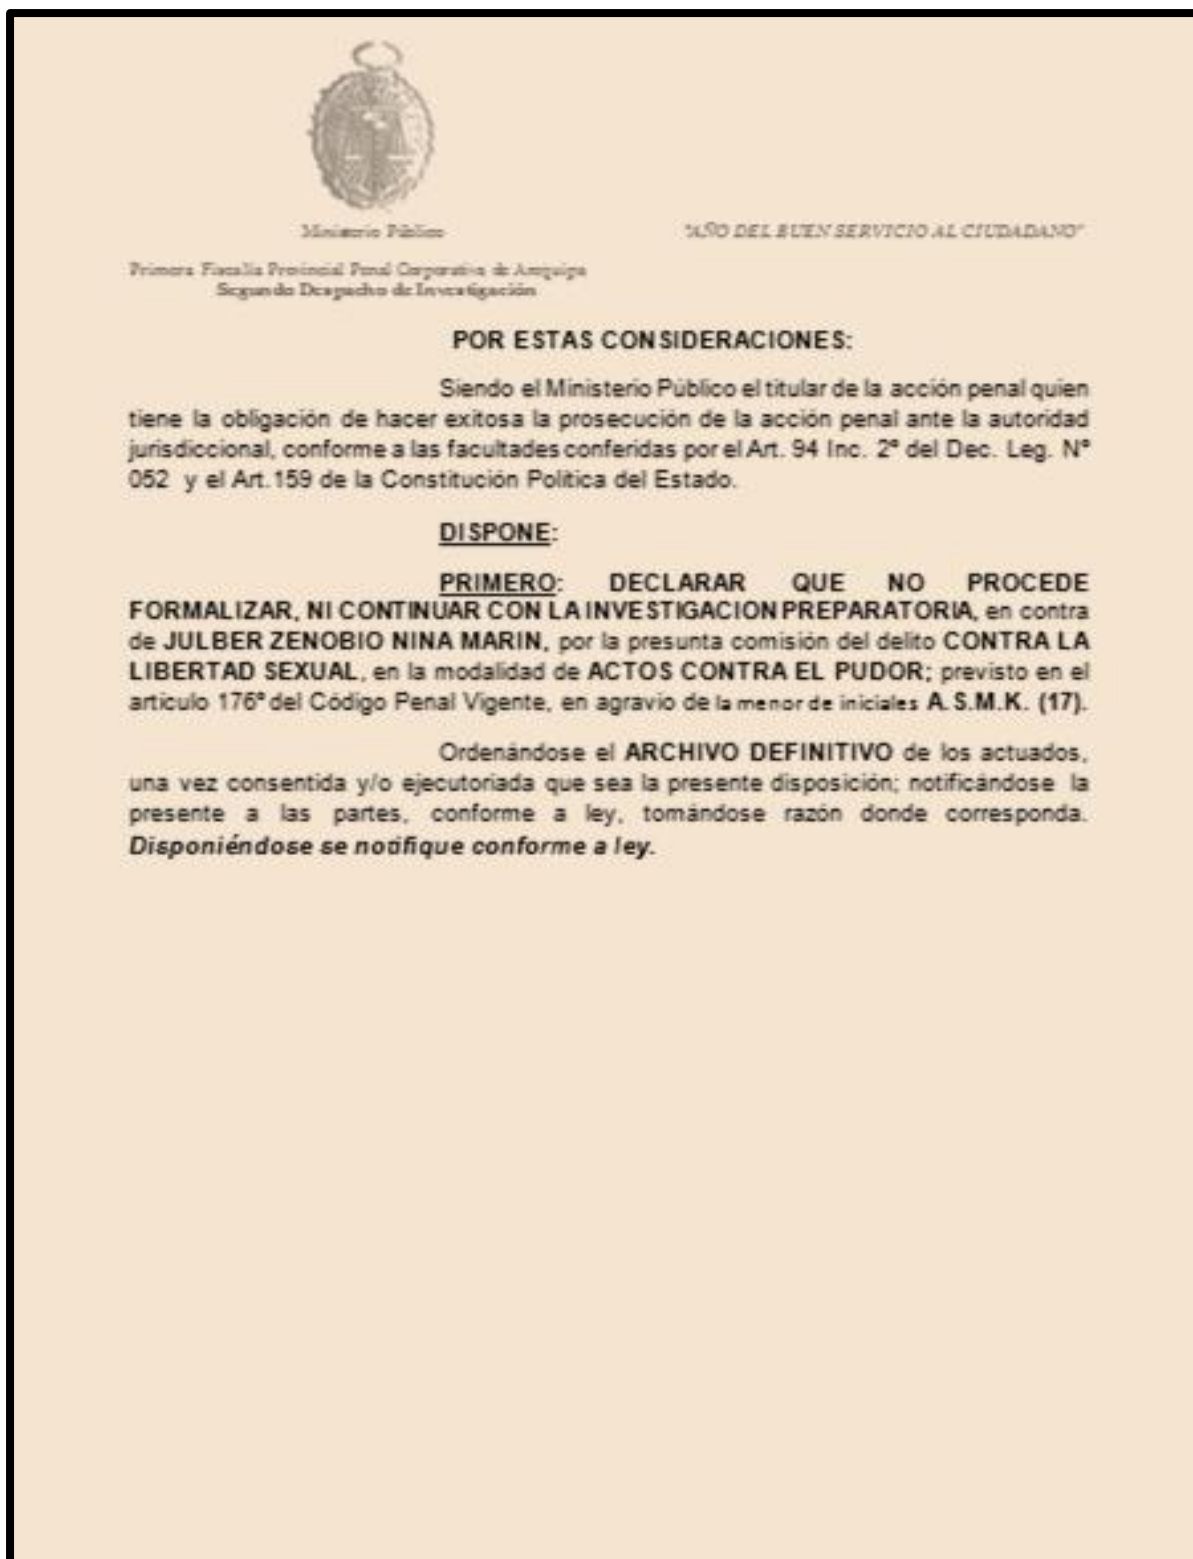 Ministerio Público
"AÑO DEL BUEN SERVICIO AL CIUDADANO"
Primera Fiscalía Provincial Penal Corporativa de Arequipa
Segundo Despacho de Investigación
POR ESTAS CONSIDERACIONES:
Siendo el Ministerio Público el titular de la acción penal quien
tiene la obligación de hacer exitosa la prosecución de la acción penal ante la autoridad
jurisdiccional, conforme a las facultades conferidas por el Art. 94 Inc. 2º del Dec. Leg. Nº
052 y el Art.159 de la Constitución Política del Estado.
DISPONE:
PRIMERO: DECLARAR QUE NO PROCEDE
FORMALIZAR, NI CONTINUAR CON LA INVESTIGACION PREPARATORIA, en contra
de JULBER ZENOBIO NINA MARIN, por la presunta comisión del delito CONTRA LA
LIBERTAD SEXUAL, en la modalidad de ACTOS CONTRA EL PUDOR; previsto en el
artículo 176º del Código Penal Vigente, en agravio de la menor de iniciales A.S.M.K. (17).
Ordenándose el ARCHIVO DEFINITIVO de los actuados,
una vez consentida y/o ejecutoriada que sea la presente disposición; notificándose la
presente a las partes, conforme a ley, tomándose razón donde corresponda.
Disponiéndose se notifique conforme a ley.